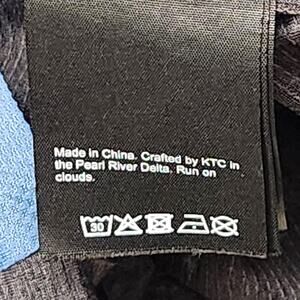 Made in China. Crafted by KTC in
the Pearl River Delta. Run on
clouds.
30